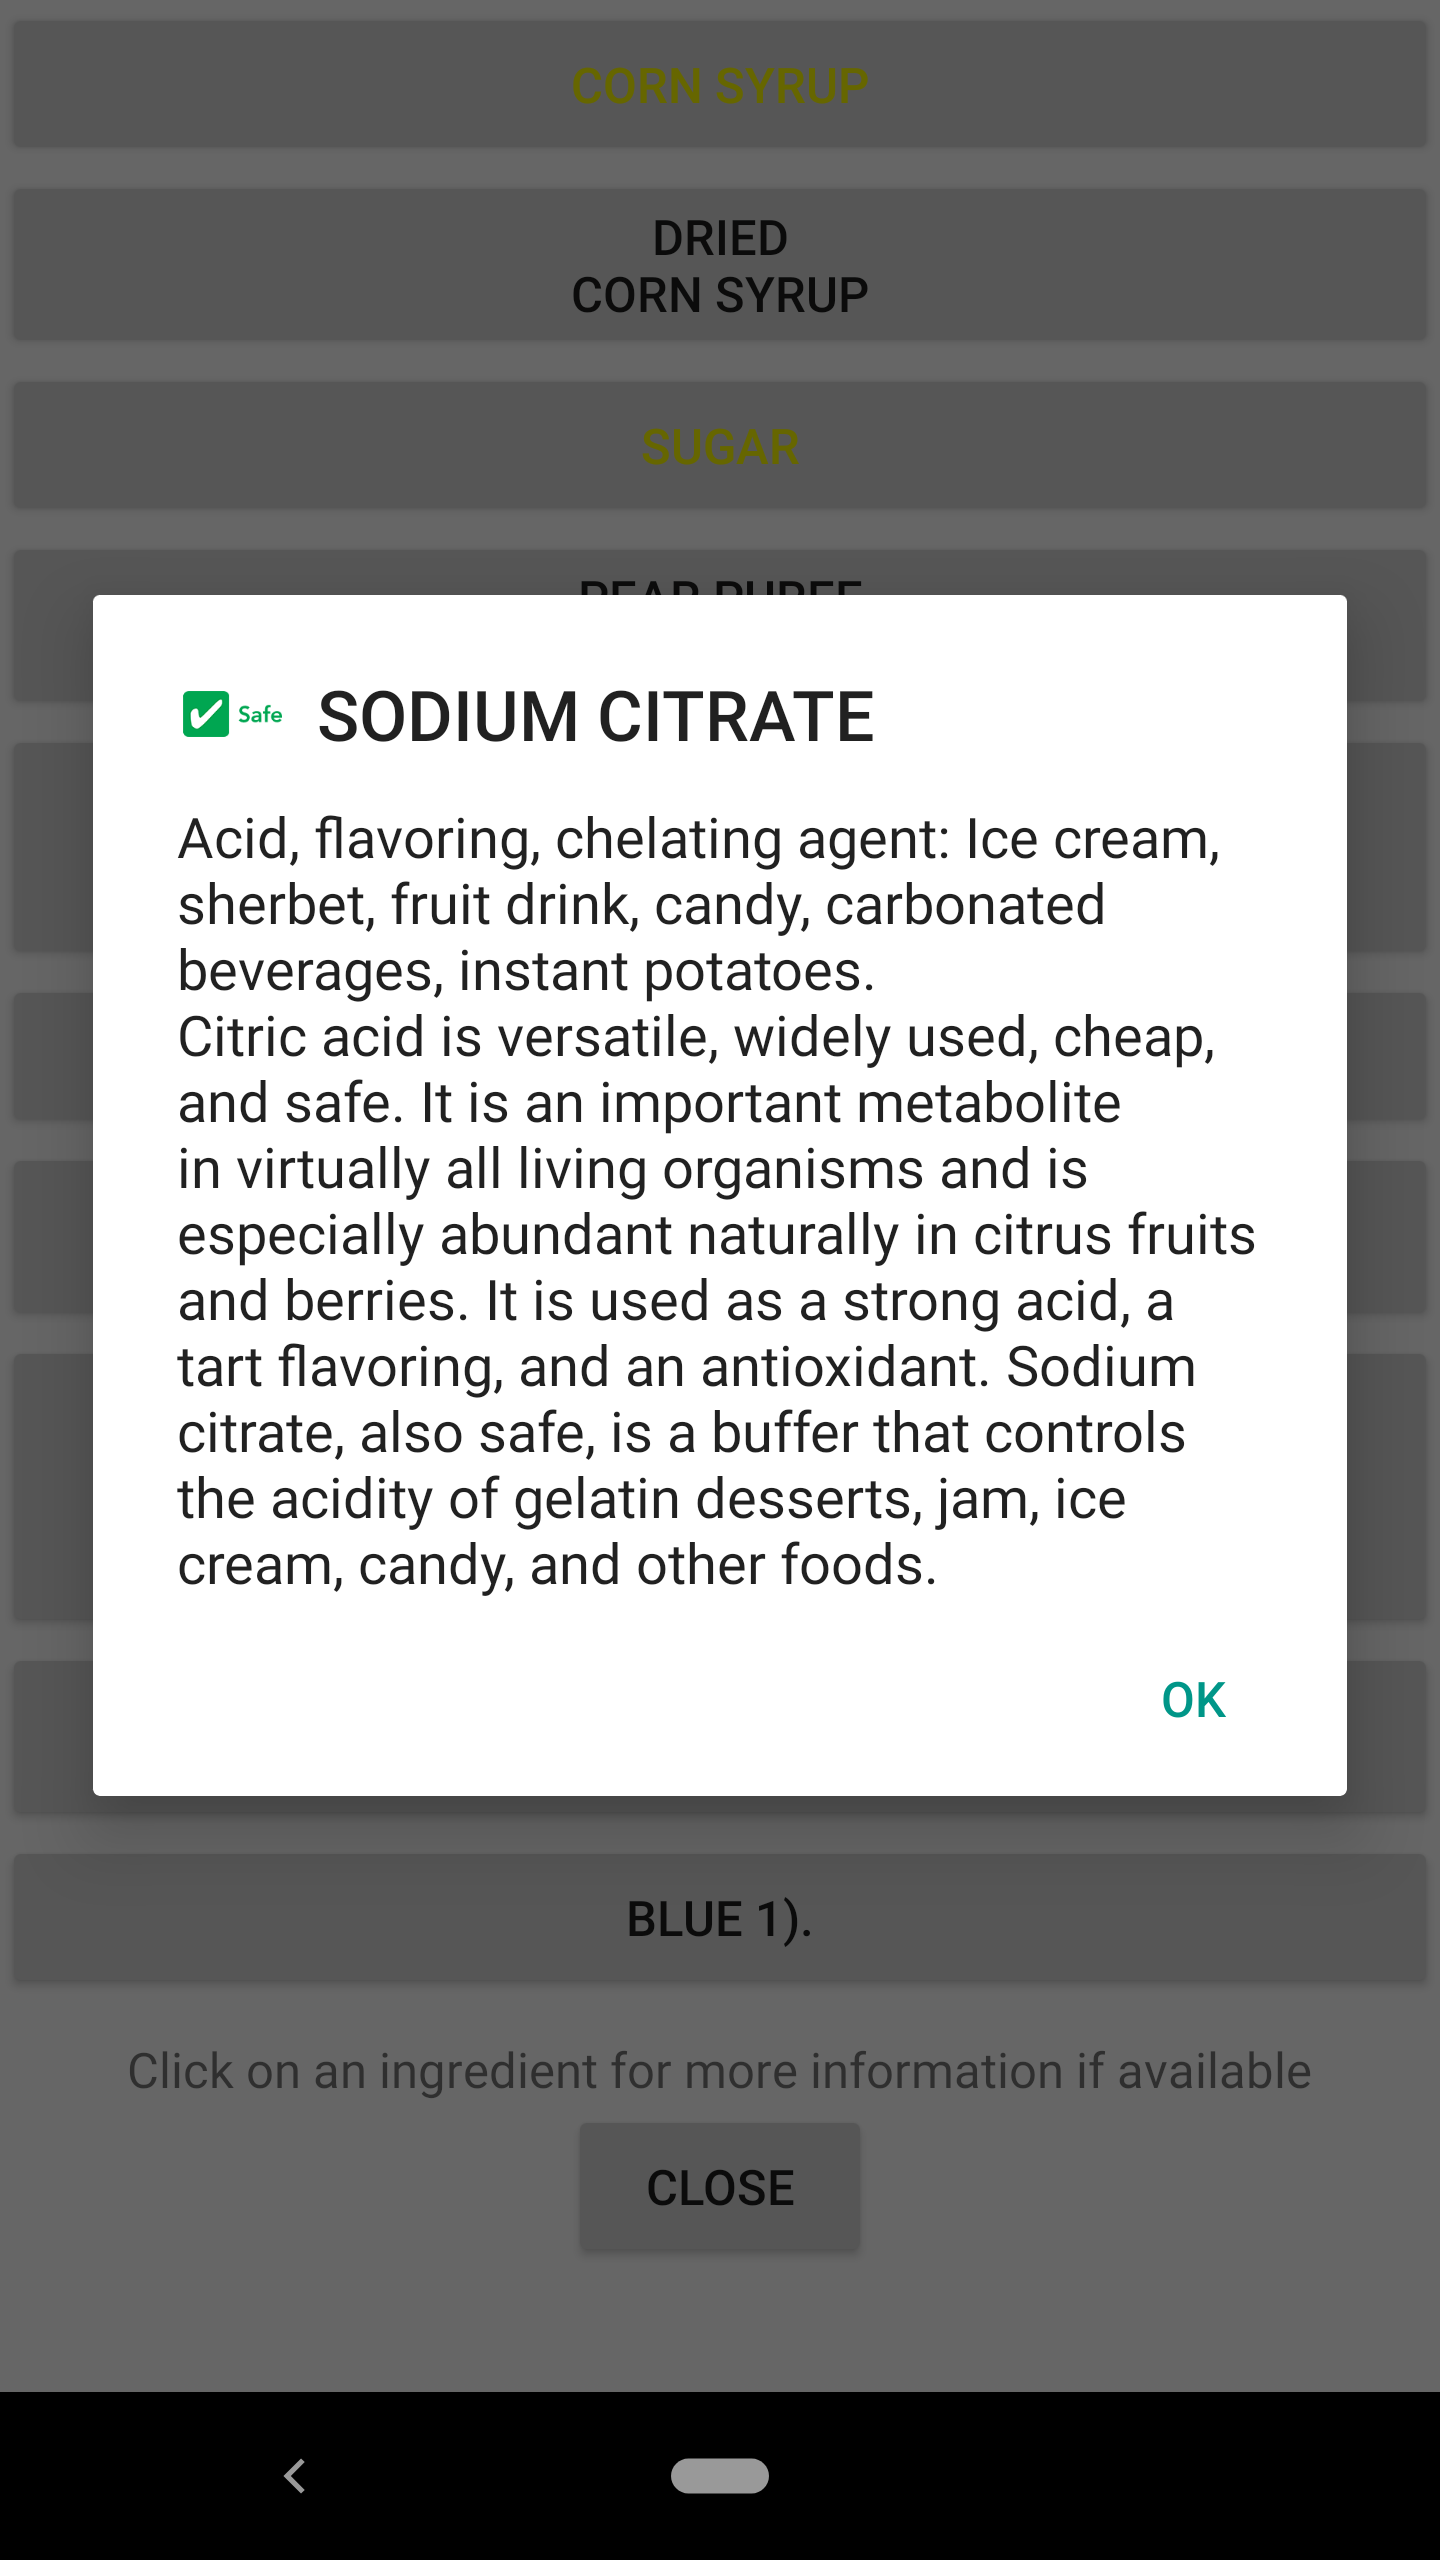 CORN SYRUP
DRIED
CORN SYRUP
SUGAR
PEAR PUREE
Safe SODIUM CITRATE
Acid, flavoring, chelating agent: Ice cream,
sherbet, fruit drink, candy, carbonated
beverages, instant potatoes.
Citric acid is versatile, widely used, cheap,
and safe. It is an important metabolite
in virtually all living organisms and is
especially abundant naturally in citrus fruits
and berries. It is used as a strong acid, a
tart flavoring, and an antioxidant. Sodium
citrate, also safe, is a buffer that controls
the acidity of gelatin desserts, jam, ice
cream, candy, and other foods.
OK
BLUE 1).
Click on an ingredient for more information if available
CLOSE